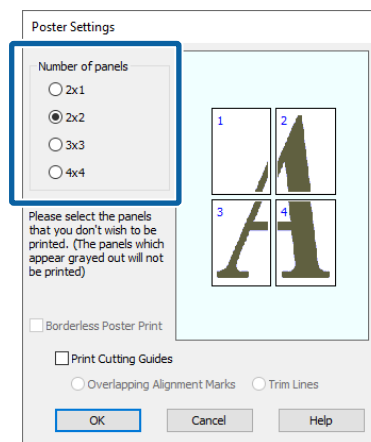 Poster Settings
Number of panels
2x1
2x2
3x3
4x4
1
2
3
4
Please select the panels
that you don't wish to be
printed. (The panels which
appear grayed out will not
be printed)
Borderless Poster Print
Print Cutting Guides
Overlapping Alignment Marks Trim Lines
OK Cancel Help